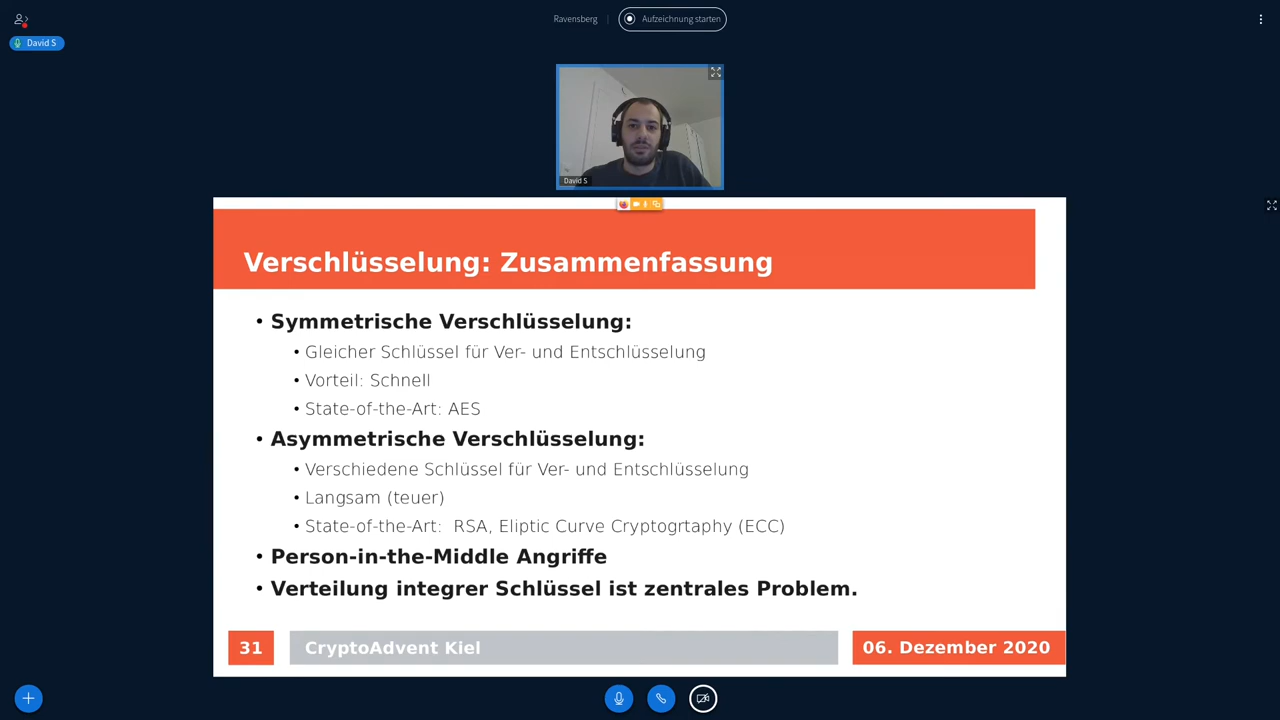 Ravensberg
Aufzeichnung starten
David S
David S
Verschlüsselung: Zusammenfassung
• Symmetrische Verschlüsselung:
• Gleicher Schlüssel für Ver- und Entschlüsselung
• Vorteil: Schnell
• State-of-the-Art: AES
• Asymmetrische Verschlüsselung:
• Verschiedene Schlüssel für Ver- und Entschlüsselung
• Langsam (teuer)
• State-of-the-Art: RSA, Eliptic Curve Cryptogrtaphy (ECC)
• Person-in-the-Middle Angriffe
• Verteilung integrer Schlüssel ist zentrales Problem.
31
CryptoAdvent Kiel
06. Dezember 2020